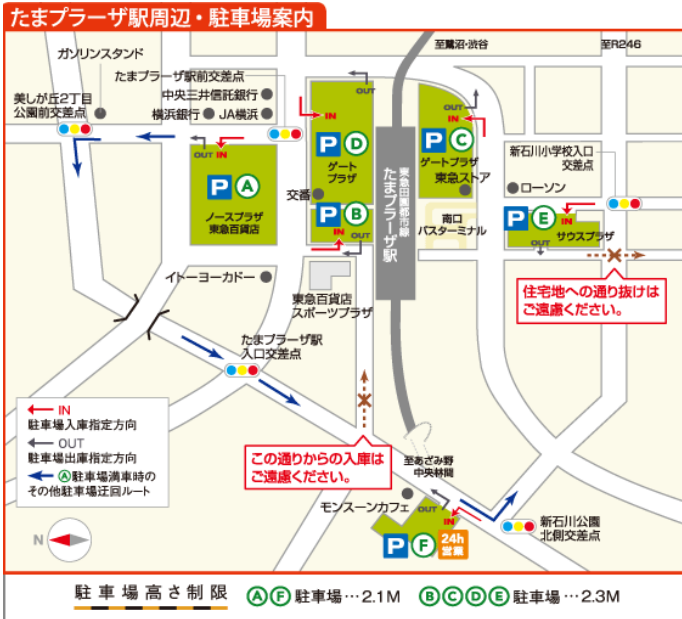 たまプラーザ駅周辺・駐車場案内
ガソリンスタンド
至鷺沼・渋谷
至R246
たまプラーザ駅前交差点
美しが丘2丁目
公園前交差点
中央三井信託銀行
横浜銀行
JA横浜
OUT
IN
P A
ノースプラザ
東急百貨店
OUT
IN
P D
ゲート
プラザ
交番
P B
IN
OUT
東急田園都市線
たまプラーザ駅
OUT
IN
P C
ゲートプラザ
東急ストア
南口
バスターミナル
新石川小学校入口
交差点
ローソン
P E
IN
サウスプラザ
OUT
住宅地への通り抜けは
ご遠慮ください。
イトーヨーカドー
東急百貨店
スポーツプラザ
たまプラーザ駅
入口交差点
IN
駐車場入庫指定方向
OUT
駐車場出庫指定方向
A駐車場満車時の
その他駐車場迂回ルート
N
この通りからの入庫は
ご遠慮ください。
至あざみ野
中央林間
モンスーンカフェ
OUT
IN
P F
24h
営業
新石川公園
北側交差点
駐車場高さ制限
A F 駐車場…2.1M
B C D E 駐車場…2.3M